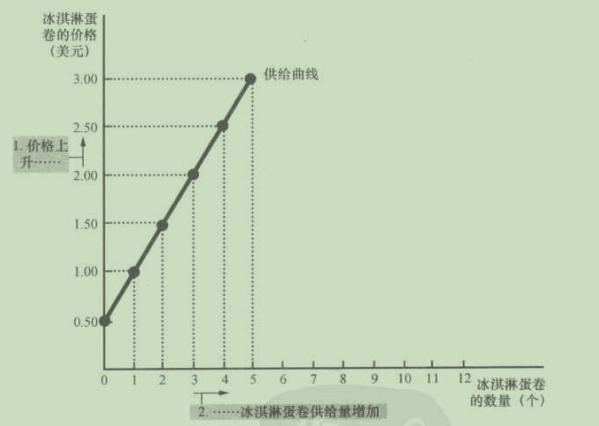 冰淇淋蛋
卷的价格
（美元）
3.00
供给曲线
2.50
1. 价格上
升……
2.00
1.50
1.00
0.50
0 1 2 3 4 5 6 7 8 9 10 11 12
冰淇淋蛋卷
的数量（个）
2. ……冰淇淋蛋卷供给量增加